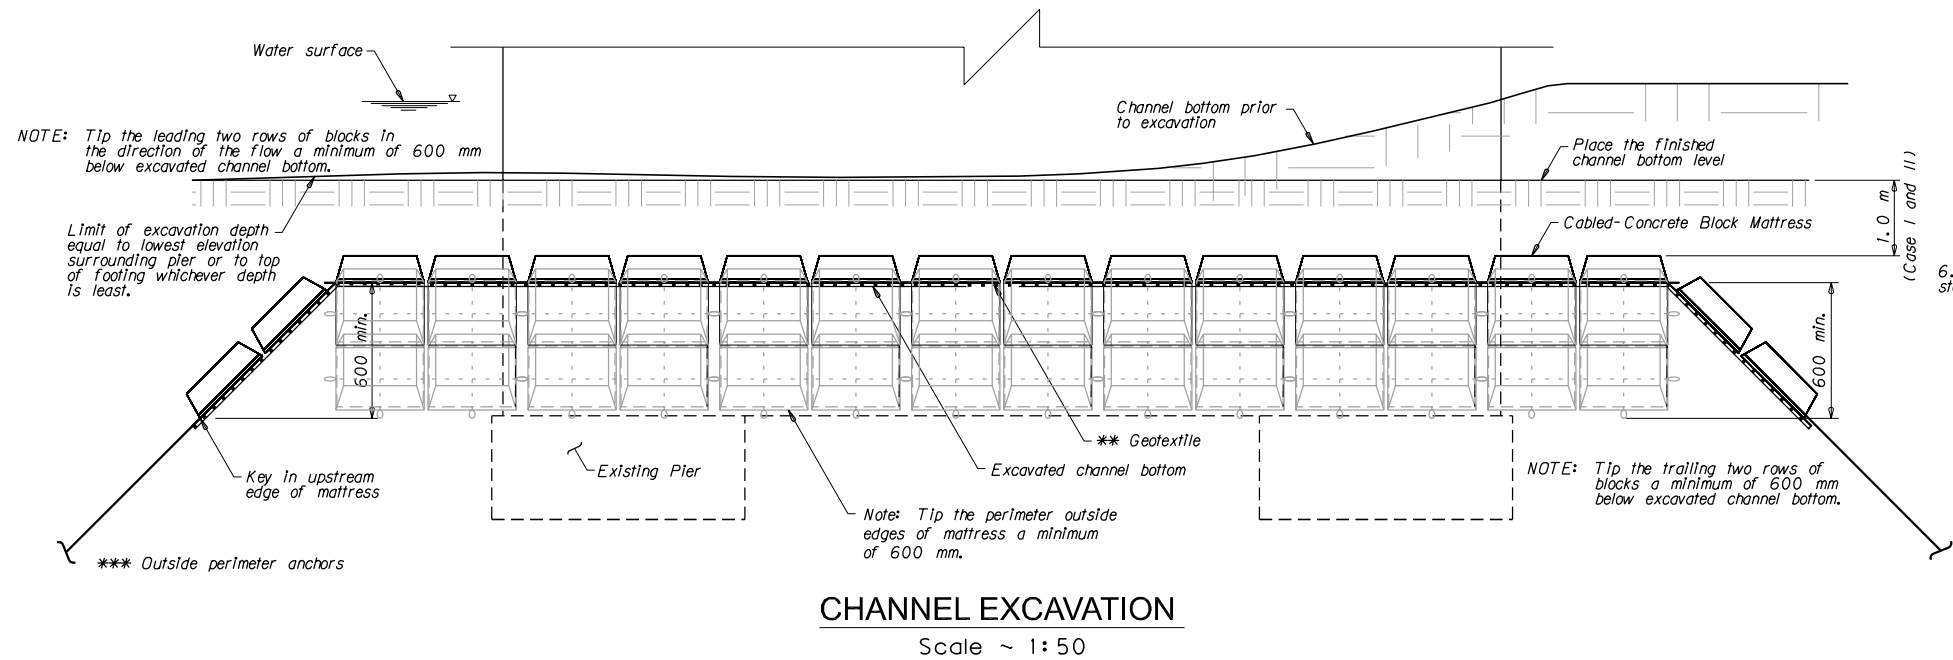 Water surface
NOTE: Tip the leading two rows of blocks in
the direction of the flow a minimum of 600 mm
below excavated channel bottom.
Channel bottom prior
to excavation
Place the finished
channel bottom level
Limit of excavation depth
equal to lowest elevation
surrounding pier or to top
of footing whichever depth
is least.
Cabled-Concrete Block Mattress
1.0 m
(Case I and II)
6.
600 min.
600 min.
** Geotextile
Excavated channel bottom
Existing Pier
Key in upstream
edge of mattress
NOTE: Tip the trailing two rows of
blocks a minimum of 600 mm
below excavated channel bottom.
Note: Tip the perimeter outside
edges of mattress a minimum
of 600 mm.
*** Outside perimeter anchors
CHANNEL EXCAVATION
Scale ~ 1:50